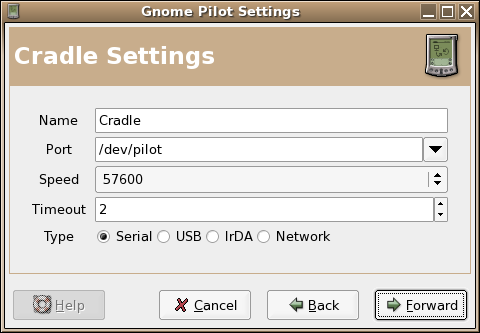 Gnome Pilot Settings
Cradle Settings
Name Cradle
Port /dev/pilot
Speed 57600
Timeout 2
Type Serial USB IrDA Network
Help Cancel Back Forward